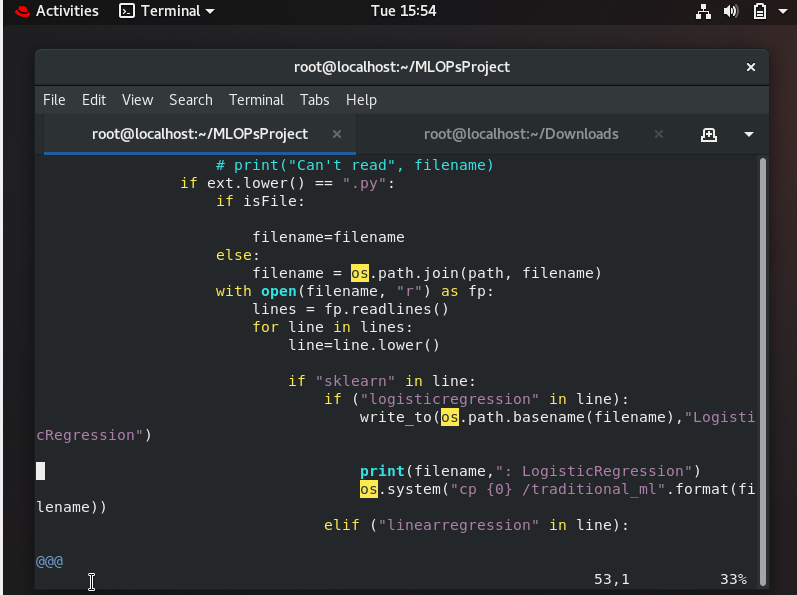 Activities Terminal Tue 15:54
root@localhost:~/MLOPsProject
File Edit View Search Terminal Tabs Help
root@localhost:~/MLOPsProject × root@localhost:~/Downloads ×
# print("Can't read", filename)
if ext.lower() == ".py":
if isFile:
filename=filename
else:
filename = os.path.join(path, filename)
with open(filename, "r") as fp:
lines = fp.readlines()
for line in lines:
line=line.lower()
if "sklearn" in line:
if ("logisticregression" in line):
write_to(os.path.basename(filename),"Logisti
cRegression")
print(filename,": LogisticRegression")
os.system("cp {0} /traditional_ml".format(fi
lename))
elif ("linearregression" in line):
@@@
53,1 33%